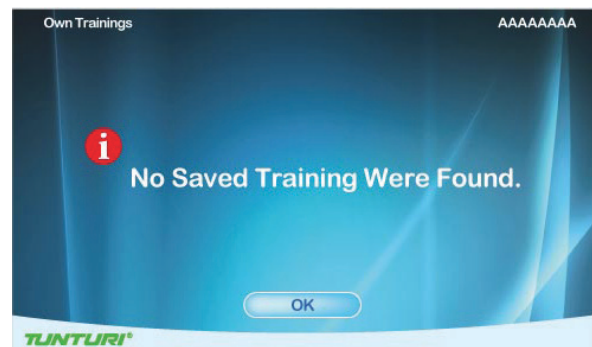 Own Trainings AAAAAAAA
i
No Saved Training Were Found.
OK
TUNTURI®